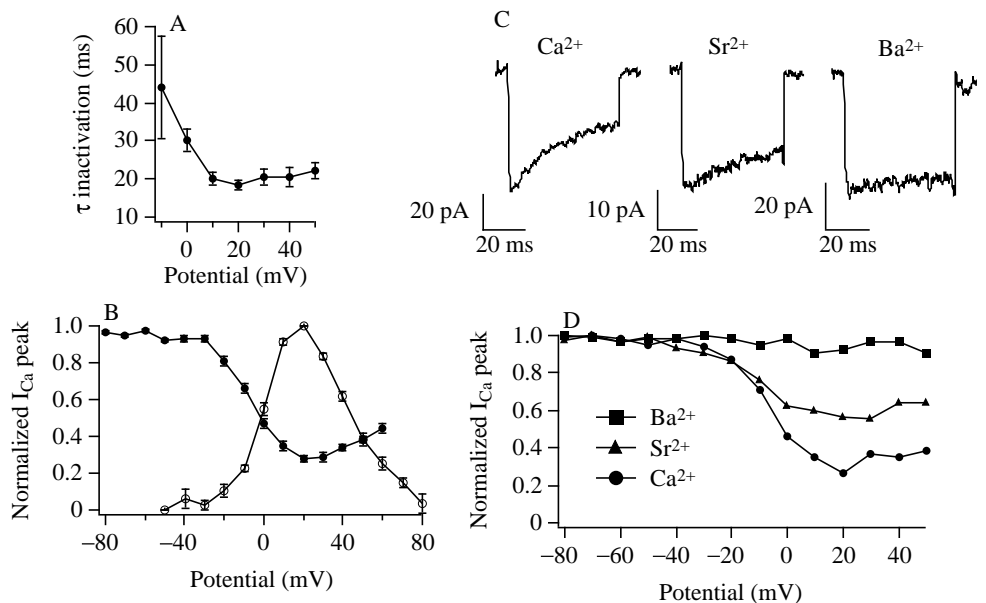 A
60
50
40
30
20
10
τ inactivation (ms)
0 20 40
Potential (mV)
C
Ca2+ Sr2+ Ba2+
20 pA 10 pA 20 pA
20 ms 20 ms 20 ms
B
1.0
0.8
0.6
0.4
0.2
0
Normalized ICa peak
−80 −40 0 40 80
Potential (mV)
D
1.0
0.8
0.6
0.4
0.2
0
Normalized ICa peak
Ba2+
Sr2+
Ca2+
−80 −60 −40 −20 0 20 40
Potential (mV)